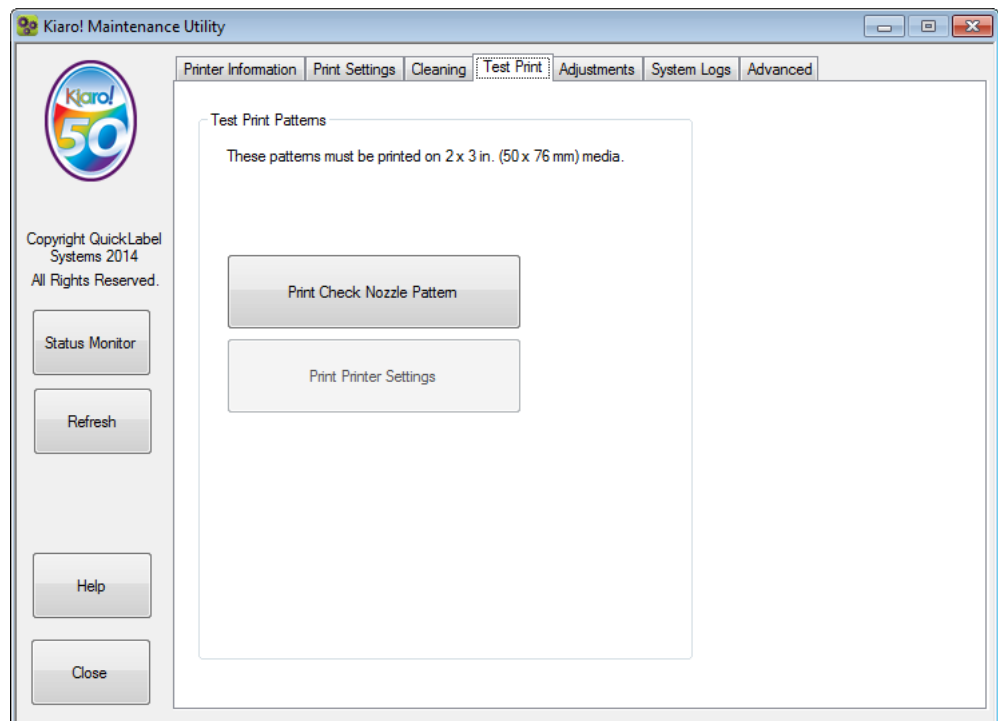 Kiaro! Maintenance Utility
Printer Information Print Settings Cleaning Test Print Adjustments System Logs Advanced
Kiaro!
50
Test Print Patterns
These patterns must be printed on 2 x 3 in. (50 x 76 mm) media.
Copyright QuickLabel
Systems 2014
All Rights Reserved.
Print Check Nozzle Pattern
Status Monitor
Print Printer Settings
Refresh
Help
Close